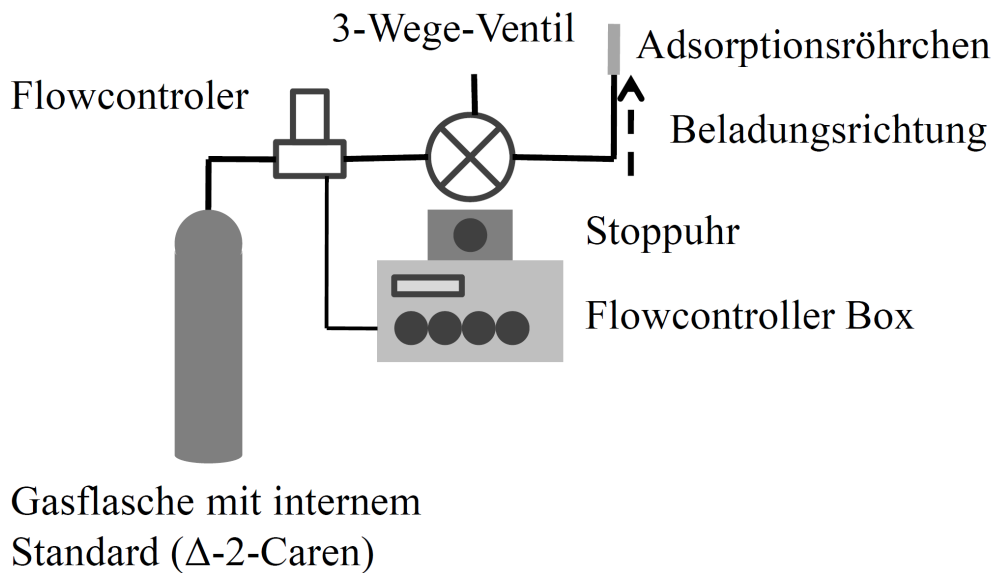 3-Wege-Ventil
Adsorptionsröhrchen
Flowcontroler
Beladungsrichtung
Stoppuhr
Flowcontroller Box
Gasflasche mit internem
Standard (Δ-2-Caren)